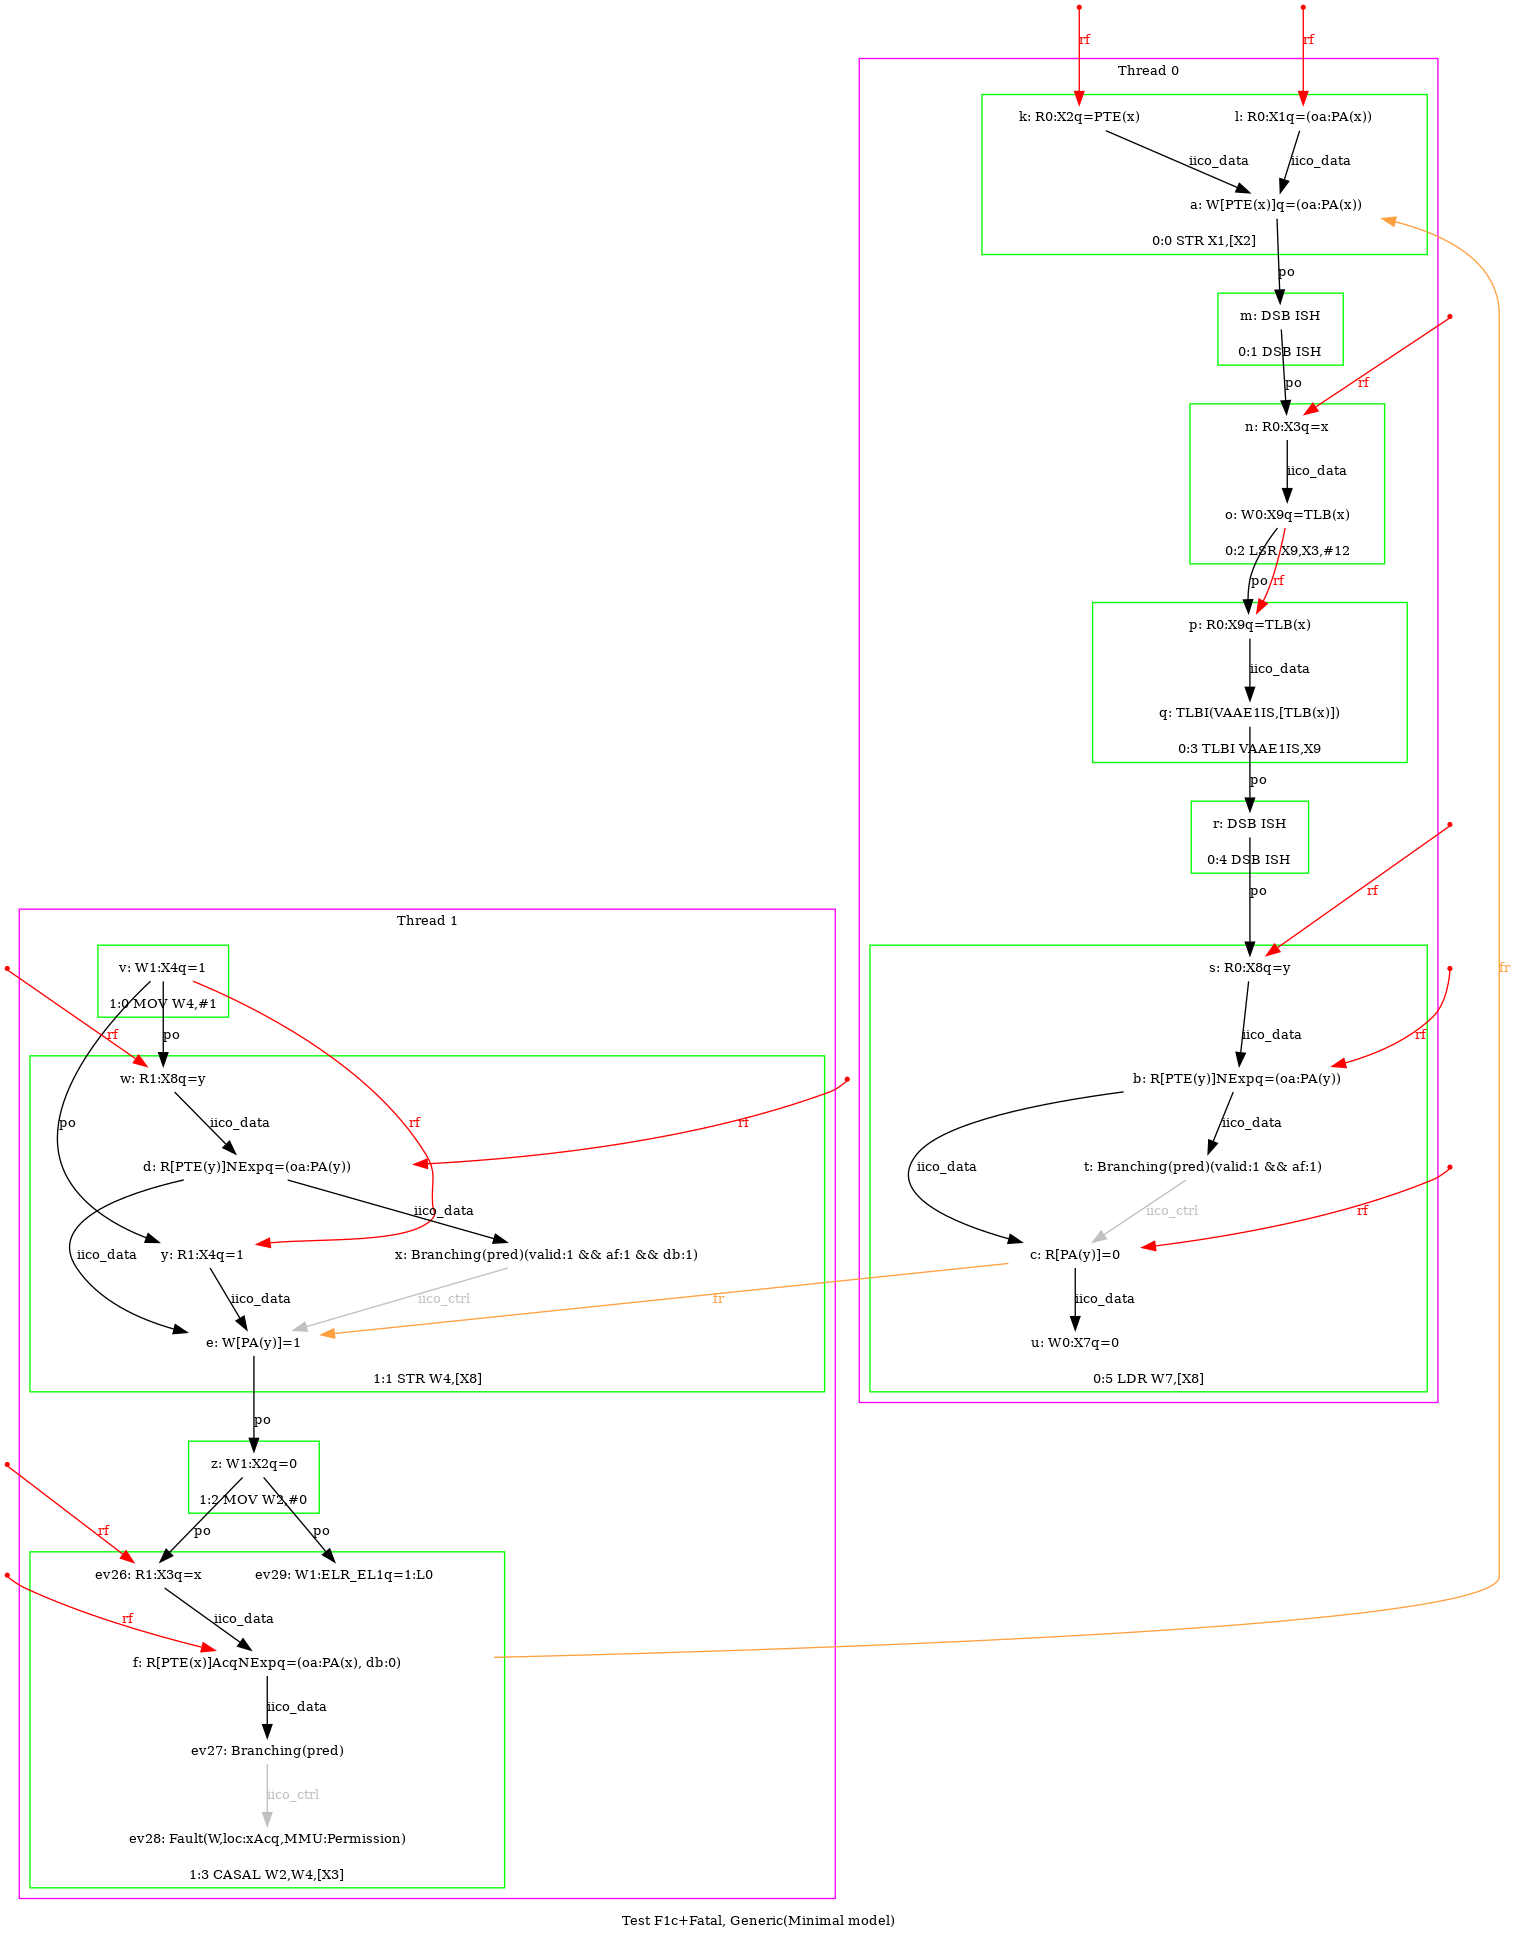 rf
rf
Thread 0
k: R0:X2q=PTE(x)
l: R0:X1q=(oa:PA(x))
iico_data
iico_data
a: W[PTE(x)]q=(oa:PA(x))
0:0 STR X1,[X2]
po
m: DSB ISH
0:1 DSB ISH
po
rf
n: R0:X3q=x
iico_data
o: W0:X9q=TLB(x)
0:2 LSR X9,X3,#12
po
rf
p: R0:X9q=TLB(x)
iico_data
q: TLBI(VAAE1IS,[TLB(x)])
0:3 TLBI VAAE1IS,X9
po
r: DSB ISH
0:4 DSB ISH
po
rf
s: R0:X8q=y
fr
iico_data
rf
b: R[PTE(y)]NExpq=(oa:PA(y))
iico_data
iico_data
t: Branching(pred)(valid:1 && af:1)
iico_ctrl
rf
c: R[PA(y)]=0
fr
iico_data
u: W0:X7q=0
0:5 LDR W7,[X8]
Thread 1
v: W1:X4q=1
1:0 MOV W4,#1
rf
po
w: R1:X8q=y
po
iico_data
rf
rf
d: R[PTE(y)]NExpq=(oa:PA(y))
iico_data
iico_data
y: R1:X4q=1
x: Branching(pred)(valid:1 && af:1 && db:1)
iico_data
iico_ctrl
e: W[PA(y)]=1
1:1 STR W4,[X8]
po
z: W1:X2q=0
1:2 MOV W2,#0
rf
po
po
ev26: R1:X3q=x
ev29: W1:ELR_EL1q=1:L0
rf
iico_data
f: R[PTE(x)]AcqNExpq=(oa:PA(x), db:0)
iico_data
ev27: Branching(pred)
iico_ctrl
ev28: Fault(W,loc:xAcq,MMU:Permission)
1:3 CASAL W2,W4,[X3]
Test F1c+Fatal, Generic(Minimal model)